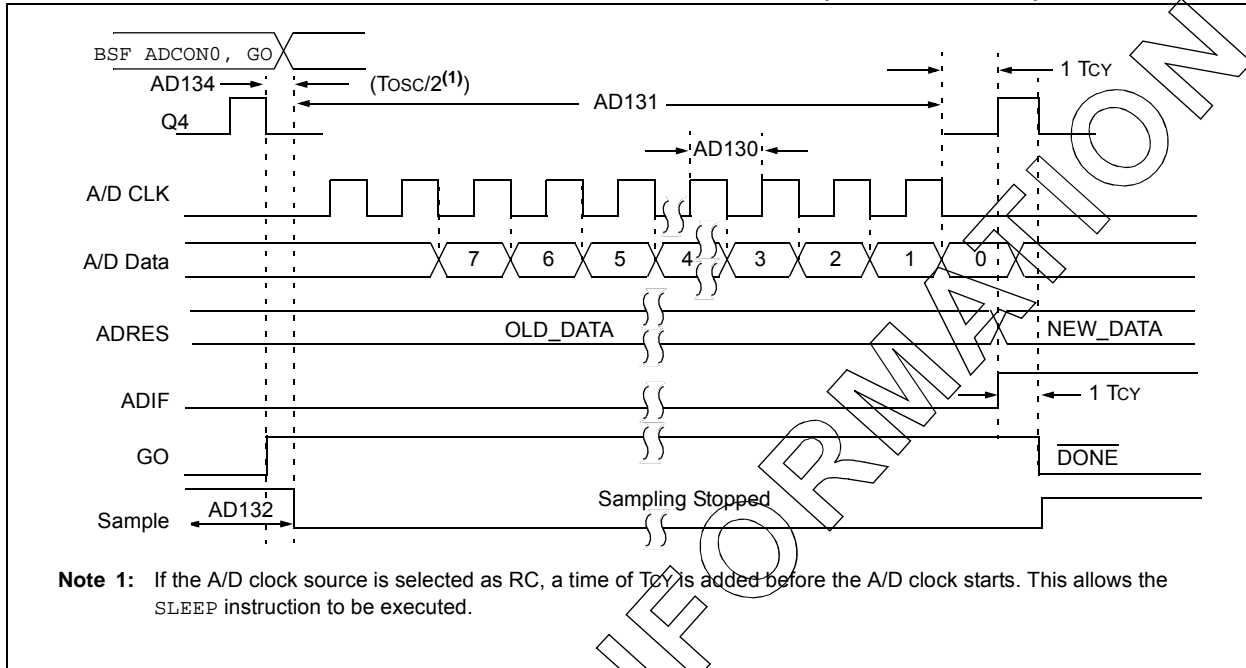 BSF ADCON0, GO
AD134 (TOSC/2(1)) 1 TCY
AD131
Q4
AD130
A/D CLK
A/D Data 7 6 5 4 3 2 1 0
ADRES OLD_DATA NEW_DATA
ADIF 1 TCY
GO DONE
Sampling Stopped
Sample AD132
Note 1: If the A/D clock source is selected as RC, a time of TCY is added before the A/D clock starts. This allows the
SLEEP instruction to be executed.
IFORMATION